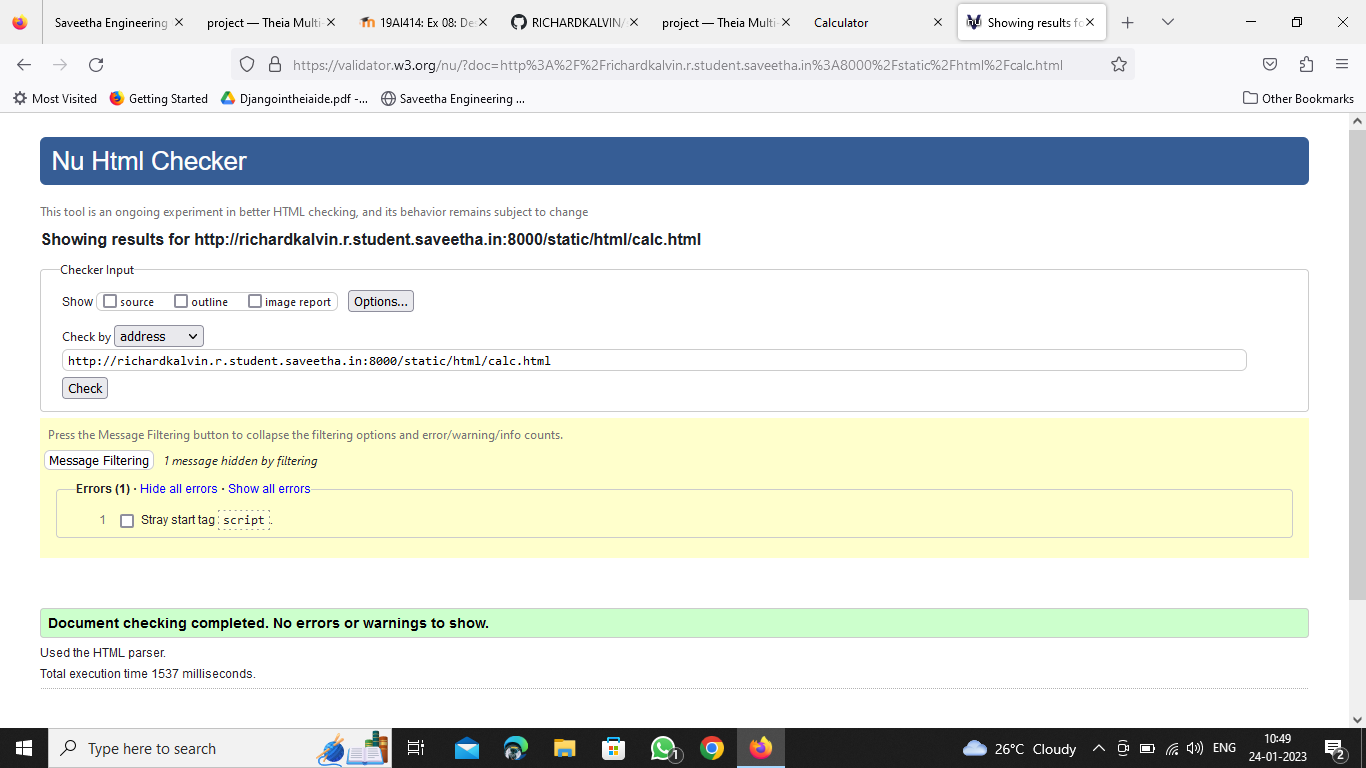 Saveetha Engineering
project — Theia Multi-
19AI414: Ex 08: De
RICHARDKALVIN/
project — Theia Multi-
Calculator
Showing results fo
https://validator.w3.org/nu/?doc=http%3A%2F%2Frichardkalvin.r.student.saveetha.in%3A8000%2Fstatic%2Fhtml%2Fcalc.html
Most Visited Getting Started Djangointheiaide.pdf -... Saveetha Engineering ... Other Bookmarks
Nu Html Checker
This tool is an ongoing experiment in better HTML checking, and its behavior remains subject to change
Showing results for http://richardkalvin.r.student.saveetha.in:8000/static/html/calc.html
Checker Input
Show source outline image report Options...
Check by address
http://richardkalvin.r.student.saveetha.in:8000/static/html/calc.html
Check
Press the Message Filtering button to collapse the filtering options and error/warning/info counts.
Message Filtering 1 message hidden by filtering
Errors (1) · Hide all errors · Show all errors
1 Stray start tag script.
Document checking completed. No errors or warnings to show.
Used the HTML parser.
Total execution time 1537 milliseconds.
Type here to search
1
26°C Cloudy
ENG
10:49
24-01-2023
2